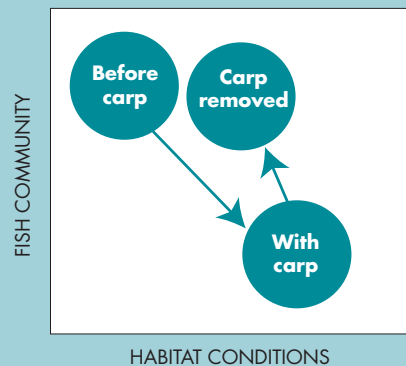 Before
carp
Carp
removed
With
carp
FISH COMMUNITY
HABITAT CONDITIONS